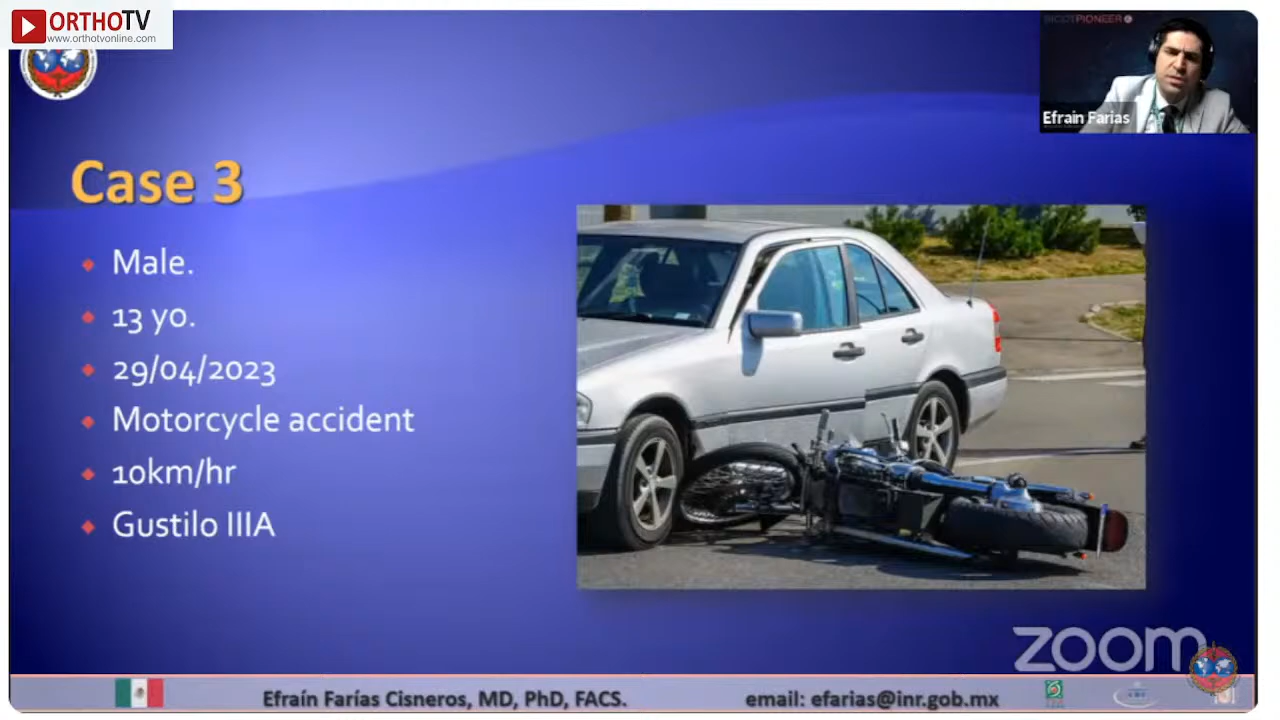 ORTHOTV
www.orthotvonline.com
SICOTPIONEER
Efrain Farias
Case 3
Male.
13 yo.
29/04/2023
Motorcycle accident
10km/hr
Gustilo IIIA
zoom
Efraín Farías Cisneros, MD, PhD, FACS.
email: efarias@inr.gob.mx